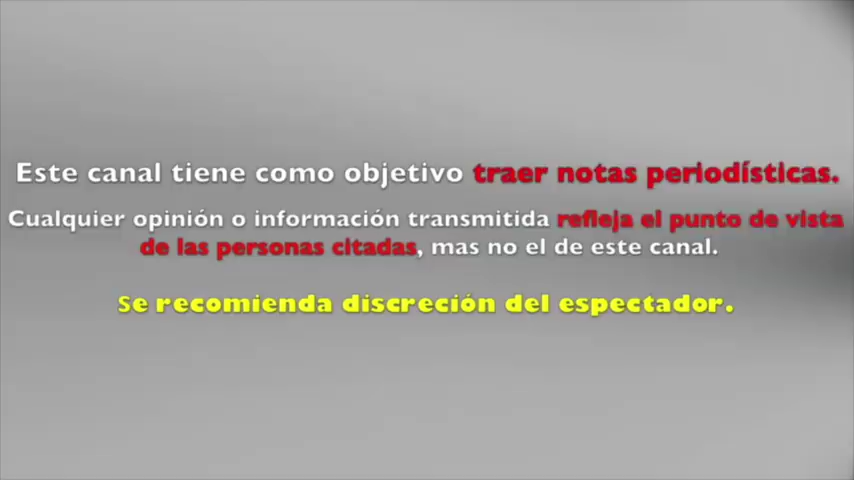 Este canal tiene como objetivo traer notas periodísticas.
Cualquier opinión o información transmitida refleja el punto de vista
de las personas citadas, mas no el de este canal.
Se recomienda discreción del espectador.